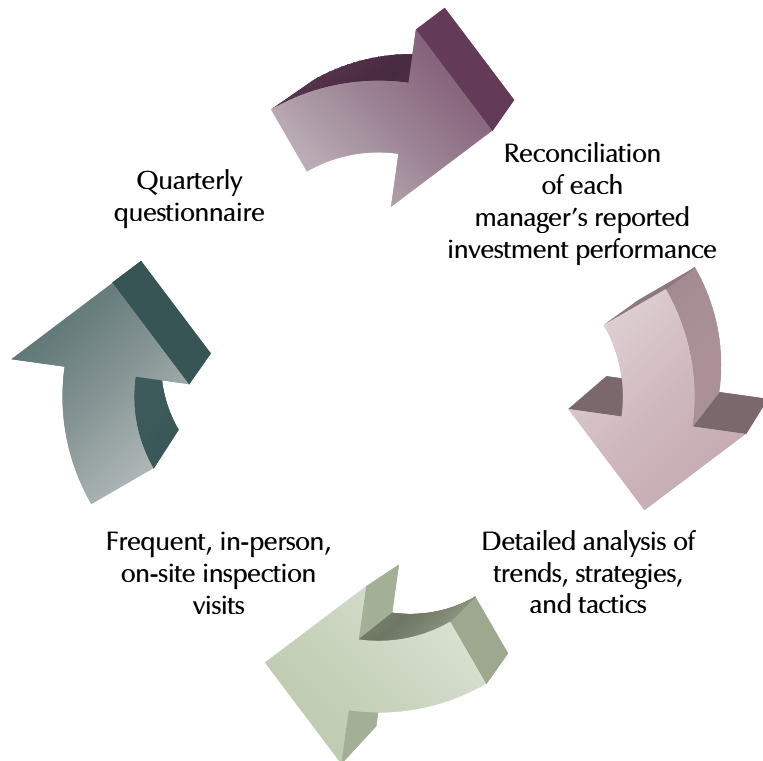 Quarterly
questionnaire
Reconciliation
of each
manager’s reported
investment performance
Detailed analysis of
trends, strategies,
and tactics
Frequent, in-person,
on-site inspection
visits